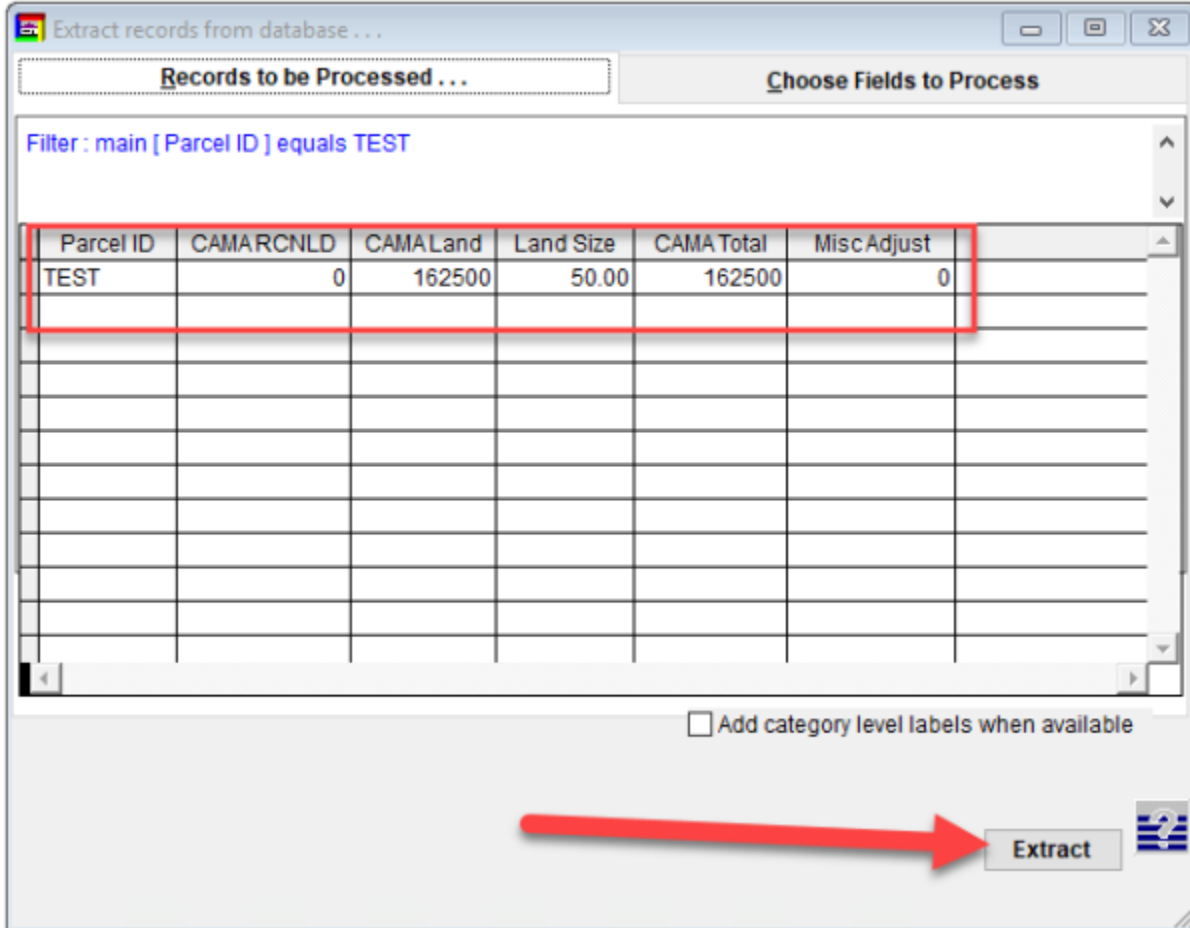 Extract records from database . . .
Records to be Processed . . .
Choose Fields to Process
Filter : main [ Parcel ID ] equals TEST
Parcel ID CAMA RCNLD CAMA Land Land Size CAMA Total Misc Adjust
TEST 0 162500 50.00 162500 0
Add category level labels when available
Extract
?